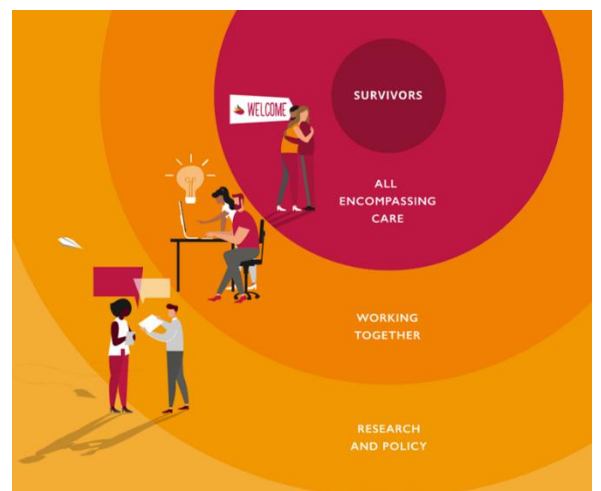 SURVIVORS
WELCOME
ALL
ENCOMPASSING
CARE
WORKING
TOGETHER
RESEARCH
AND POLICY